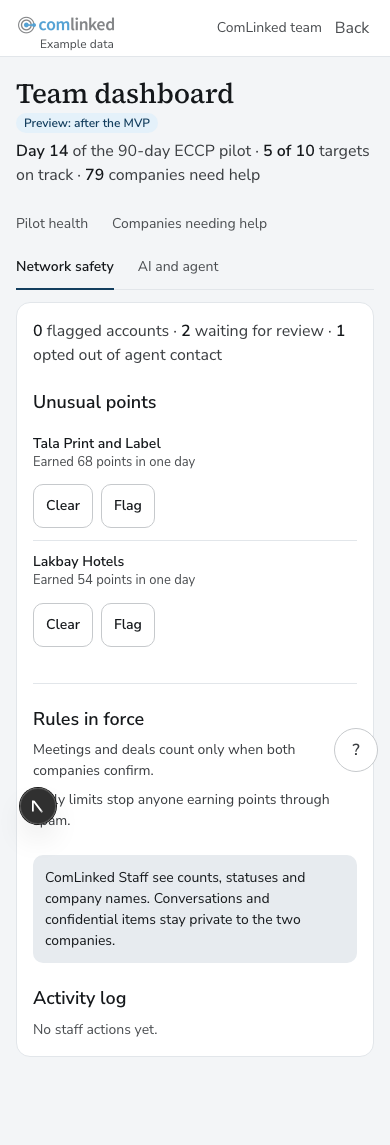 comlinked
Example data
ComLinked team
Back
Team dashboard
Preview: after the MVP
Day 14 of the 90-day ECCP pilot · 5 of 10 targets
on track · 79 companies need help
Pilot health
Companies needing help
Network safety
AI and agent
0 flagged accounts · 2 waiting for review · 1
opted out of agent contact
Unusual points
Tala Print and Label
Earned 68 points in one day
Clear
Flag
Lakbay Hotels
Earned 54 points in one day
Clear
Flag
Rules in force
Meetings and deals count only when both
companies confirm.
?
limits stop anyone earning points through
ComLinked Staff see counts, statuses and
company names. Conversations and
confidential items stay private to the two
companies.
Activity log
No staff actions yet.